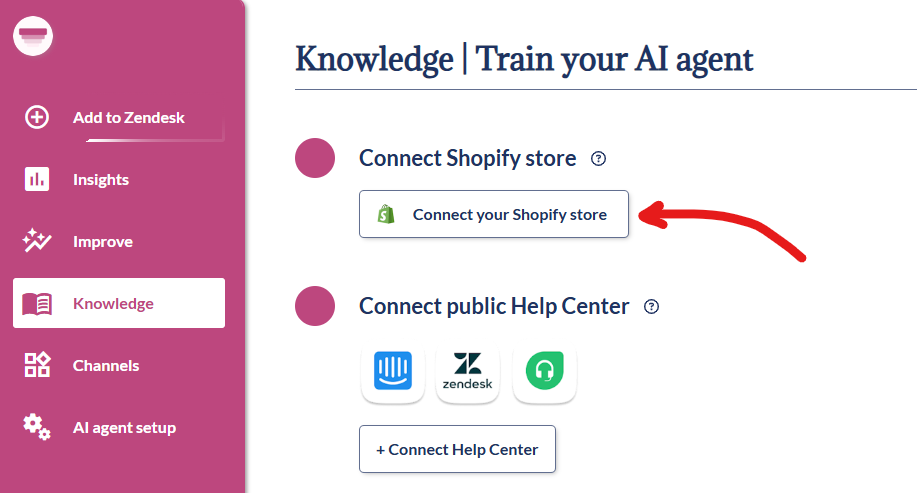 Knowledge | Train your AI agent
Add to Zendesk
Insights
Improve
Knowledge
Channels
AI agent setup
Connect Shopify store ?
Connect your Shopify store
Connect public Help Center ?
zendesk
+ Connect Help Center